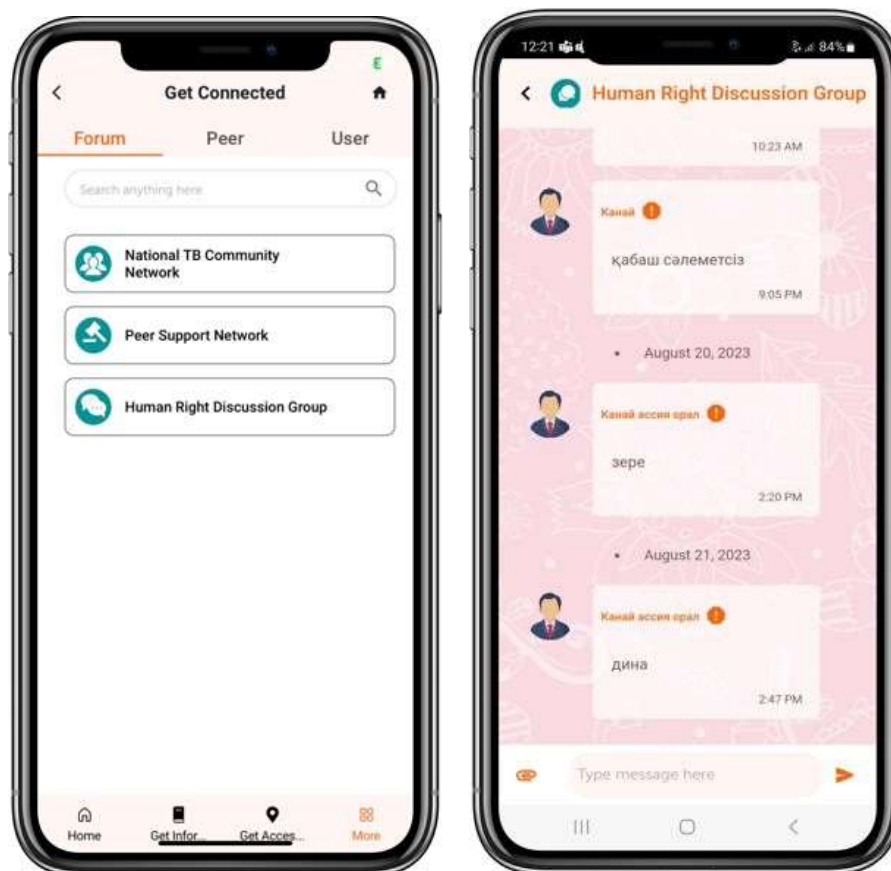 Get Connected
Forum Peer User
Search anything here
National TB Community
Network
Peer Support Network
Human Right Discussion Group
Home Get Infor... Get Acces... More
12:21 84%
Human Right Discussion Group
10:23 AM
Канай
қабаш сәлеметсіз
9:05 PM
August 20, 2023
Канай ассия орал
зере
2:20 PM
August 21, 2023
Канай ассия орал
дина
2:47 PM
Type message here